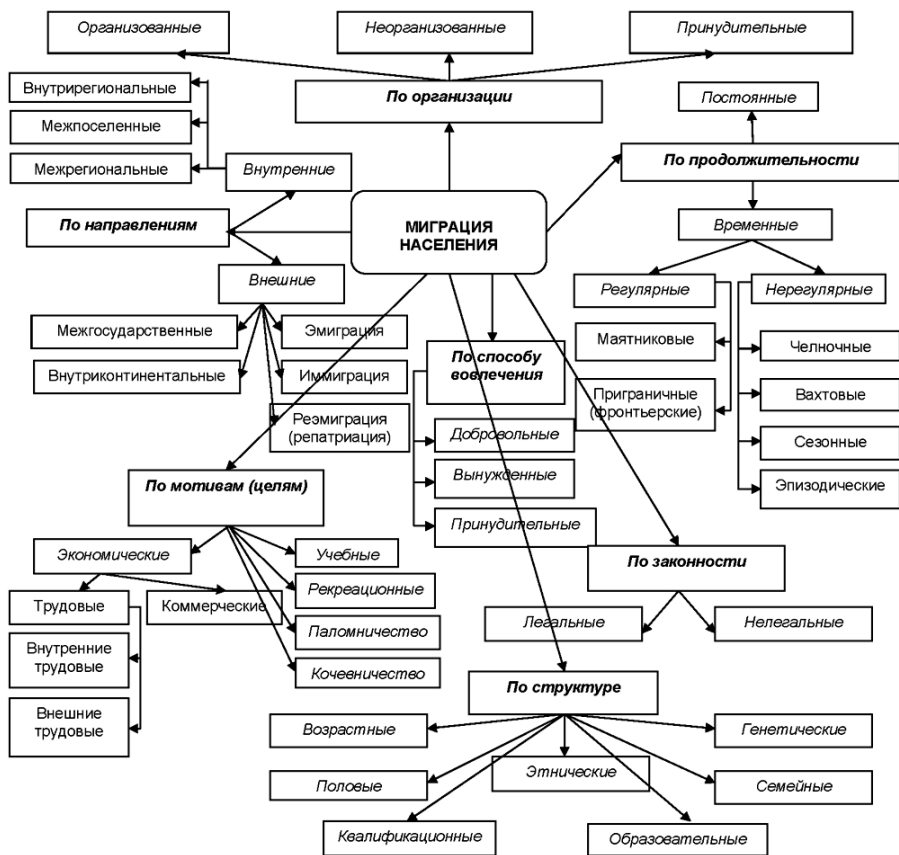 Организованные
Неорганизованные
Принудительные
По организации
Внутрирегиональные
Межпоселенные
Межрегиональные
Внутренние
По направлениям
МИГРАЦИЯ
НАСЕЛЕНИЯ
Постоянные
По продолжительности
Временные
Регулярные
Нерегулярные
Маятниковые
Приграничные
(фронтьерские)
Челночные
Вахтовые
Сезонные
Эпизодические
Внешние
Межгосударственные
Внутриконтинентальные
Эмиграция
Иммиграция
Реэмиграция
(репатриация)
По способу
вовлечения
Добровольные
Вынужденные
Принудительные
По мотивам (целям)
Экономические
Трудовые
Коммерческие
Внутренние
трудовые
Внешние
трудовые
Учебные
Рекреационные
Паломничество
Кочевничество
По законности
Легальные
Нелегальные
По структуре
Возрастные
Генетические
Половые
Этнические
Семейные
Квалификационные
Образовательные